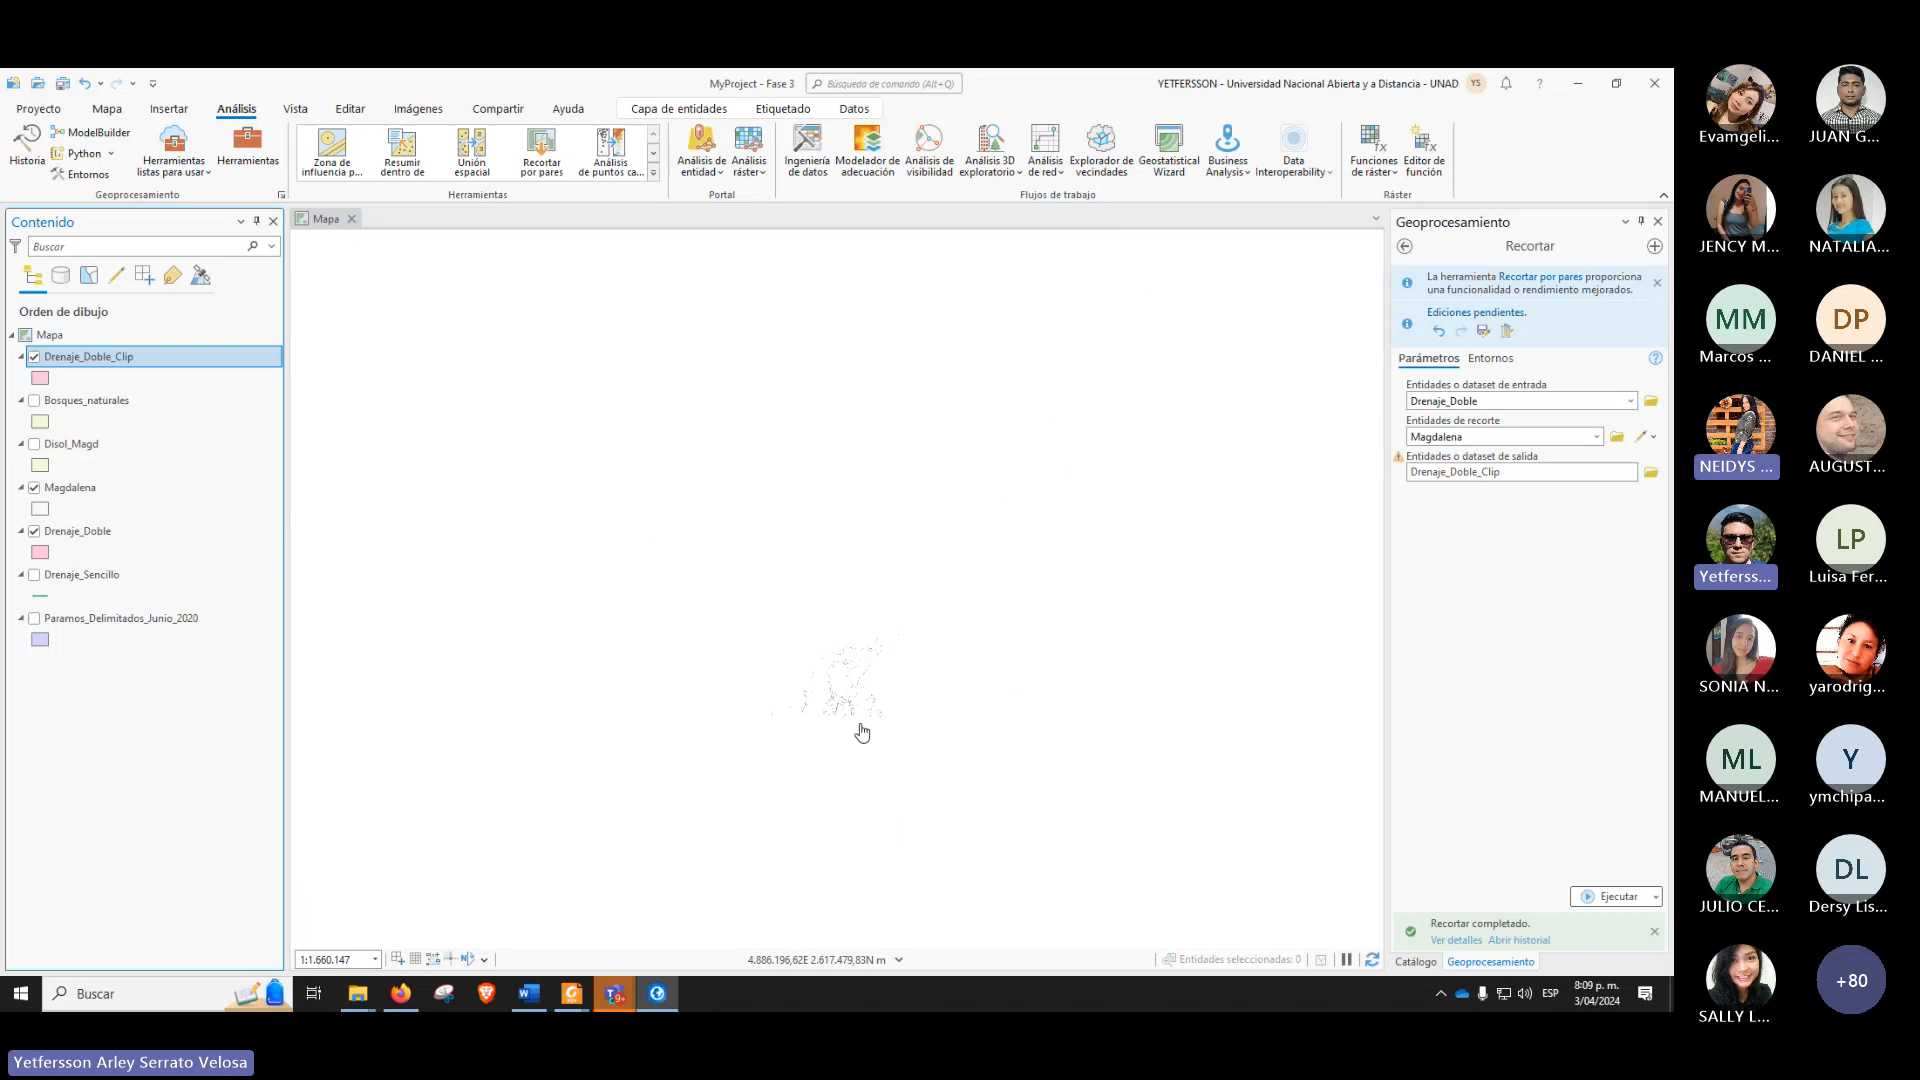 MyProject - Fase 3
Búsqueda de comando (Alt+Q)
YETFERSSON - Universidad Nacional Abierta y a Distancia - UNAD
YS
Proyecto
Mapa
Insertar
Análisis
Vista
Editar
Imágenes
Compartir
Ayuda
Capa de entidades
Etiquetado
Datos
Historia
ModelBuilder
Python
Entornos
Herramientas listas para usar
Herramientas
Geoprocesamiento
Zona de influencia p...
Resumir dentro de
Unión espacial
Recortar por pares
Análisis de puntos ca...
Herramientas
Análisis de entidad
Análisis ráster
Portal
Ingeniería de datos
Modelador de adecuación
Análisis de visibilidad
Análisis 3D exploratorio
Análisis de red
Explorador de vecindades
Geostatistical Wizard
Business Analysis
Data Interoperability
Flujos de trabajo
Funciones de ráster
Editor de función
Ráster
Contenido
Buscar
Orden de dibujo
Mapa
Drenaje_Doble_Clip
Bosques_naturales
Disol_Magd
Magdalena
Drenaje_Doble
Drenaje_Sencillo
Paramos_Delimitados_Junio_2020
Mapa
1:1.660.147
4.886.196,62E 2.617.479,83N m
Entidades seleccionadas: 0
Geoprocesamiento
Recortar
La herramienta Recortar por pares proporciona
una funcionalidad o rendimiento mejorados.
Ediciones pendientes.
Parámetros
Entornos
Entidades o dataset de entrada
Drenaje_Doble
Entidades de recorte
Magdalena
Entidades o dataset de salida
Drenaje_Doble_Clip
Ejecutar
Recortar completado.
Ver detalles Abrir historial
Catálogo
Geoprocesamiento
Buscar
9+
ESP
8:09 p. m.
3/04/2024
Evamgeli...
JUAN G...
JENCY M...
NATALIA...
MM
Marcos ...
DP
DANIEL ...
NEIDYS ...
AUGUST...
Yetferss...
LP
Luisa Fer...
SONIA N...
yarodrig...
ML
MANUEL...
Y
ymchipa...
JULIO CE...
DL
Dersy Lis...
SALLY L...
+80
Yetfersson Arley Serrato Velosa